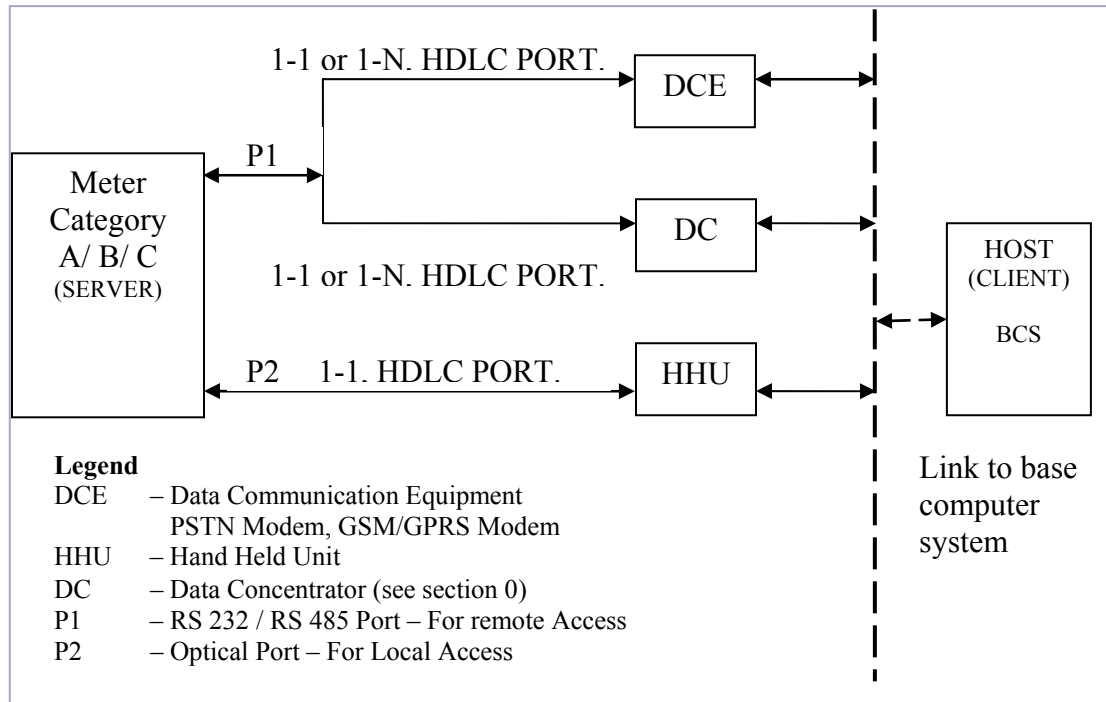 1-1 or 1-N. HDLC PORT.
DCE
P1
Meter
Category
A/ B/ C
(SERVER)
DC
1-1 or 1-N. HDLC PORT.
HOST
(CLIENT)
BCS
P2 1-1. HDLC PORT.
HHU
Legend
DCE – Data Communication Equipment
PSTN Modem, GSM/GPRS Modem
HHU – Hand Held Unit
DC – Data Concentrator (see section 0)
P1 – RS 232 / RS 485 Port – For remote Access
P2 – Optical Port – For Local Access
Link to base
computer
system